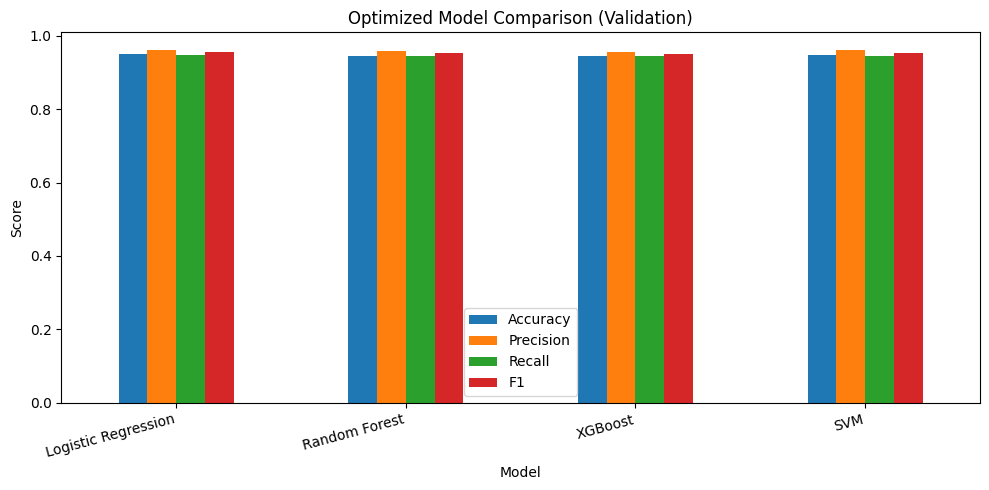 Optimized Model Comparison (Validation)
1.0
0.8
0.6
0.4
0.2
0.0
Score
Accuracy
Precision
Recall
F1
Logistic Regression
Random Forest
XGBoost
SVM
Model